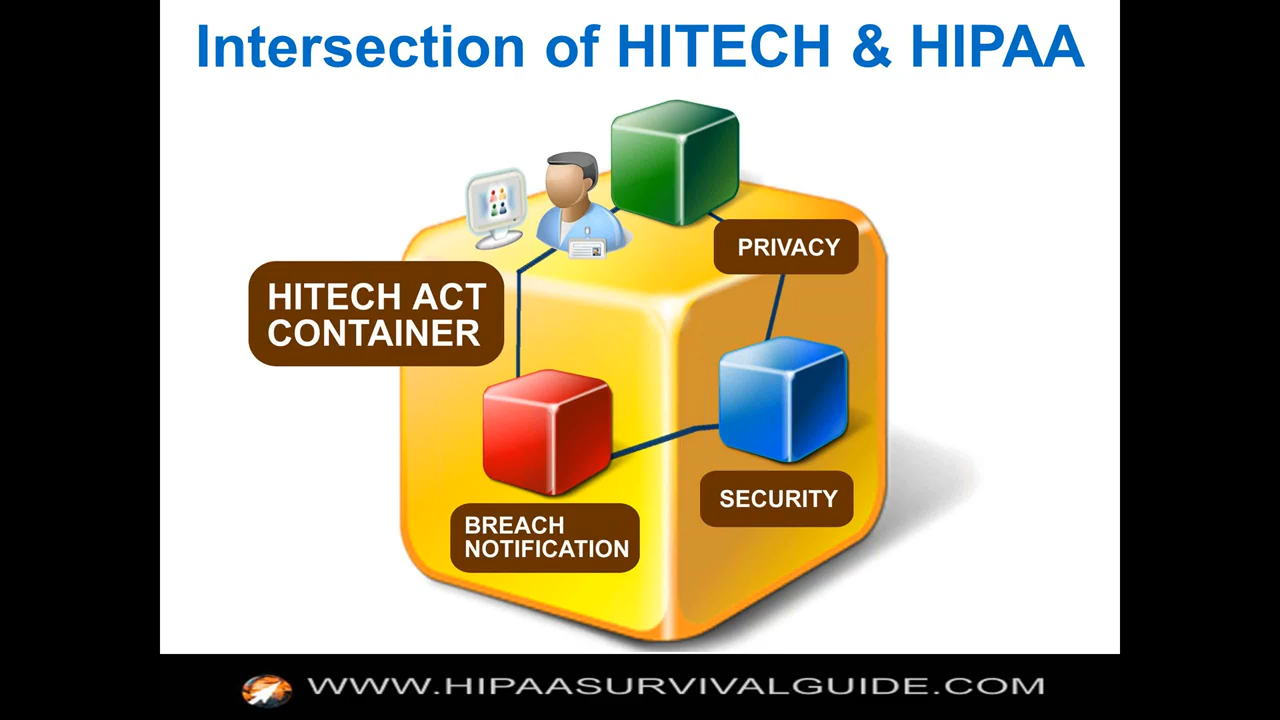 Intersection of HITECH & HIPAA
PRIVACY
HITECH ACT
CONTAINER
SECURITY
BREACH
NOTIFICATION
WWW.HIPAASURVIVALGUIDE.COM